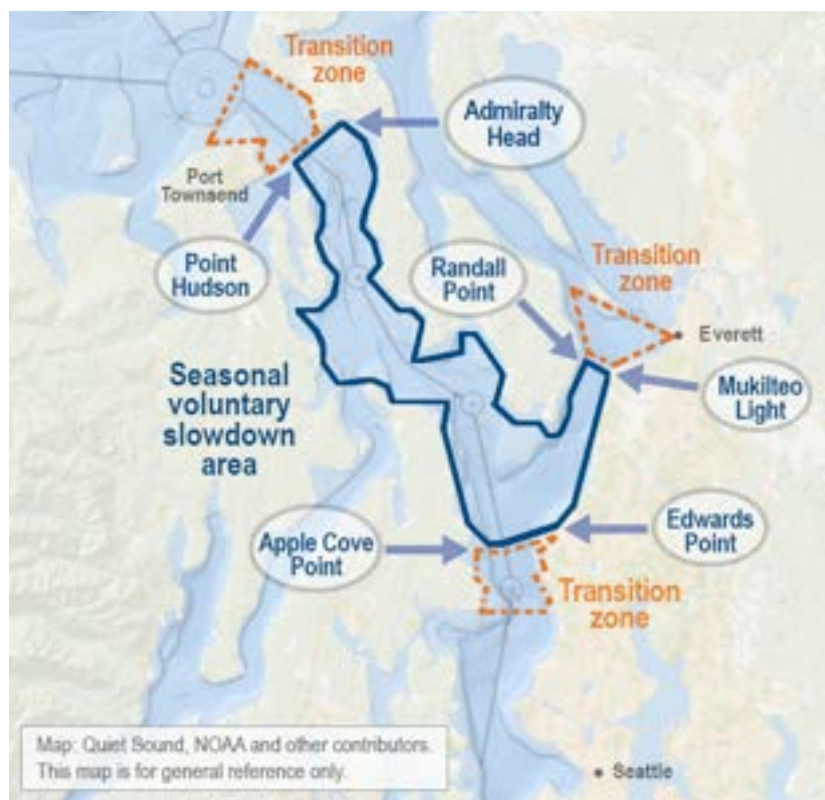 Transition
zone
Admiralty
Head
Port
Townsend
Point
Hudson
Randall
Point
Transition
zone
Everett
Mukilteo
Light
Seasonal
voluntary
slowdown
area
Apple Cove
Point
Edwards
Point
Transition
zone
Map: Quiet Sound, NOAA and other contributors.
This map is for general reference only.
Seattle